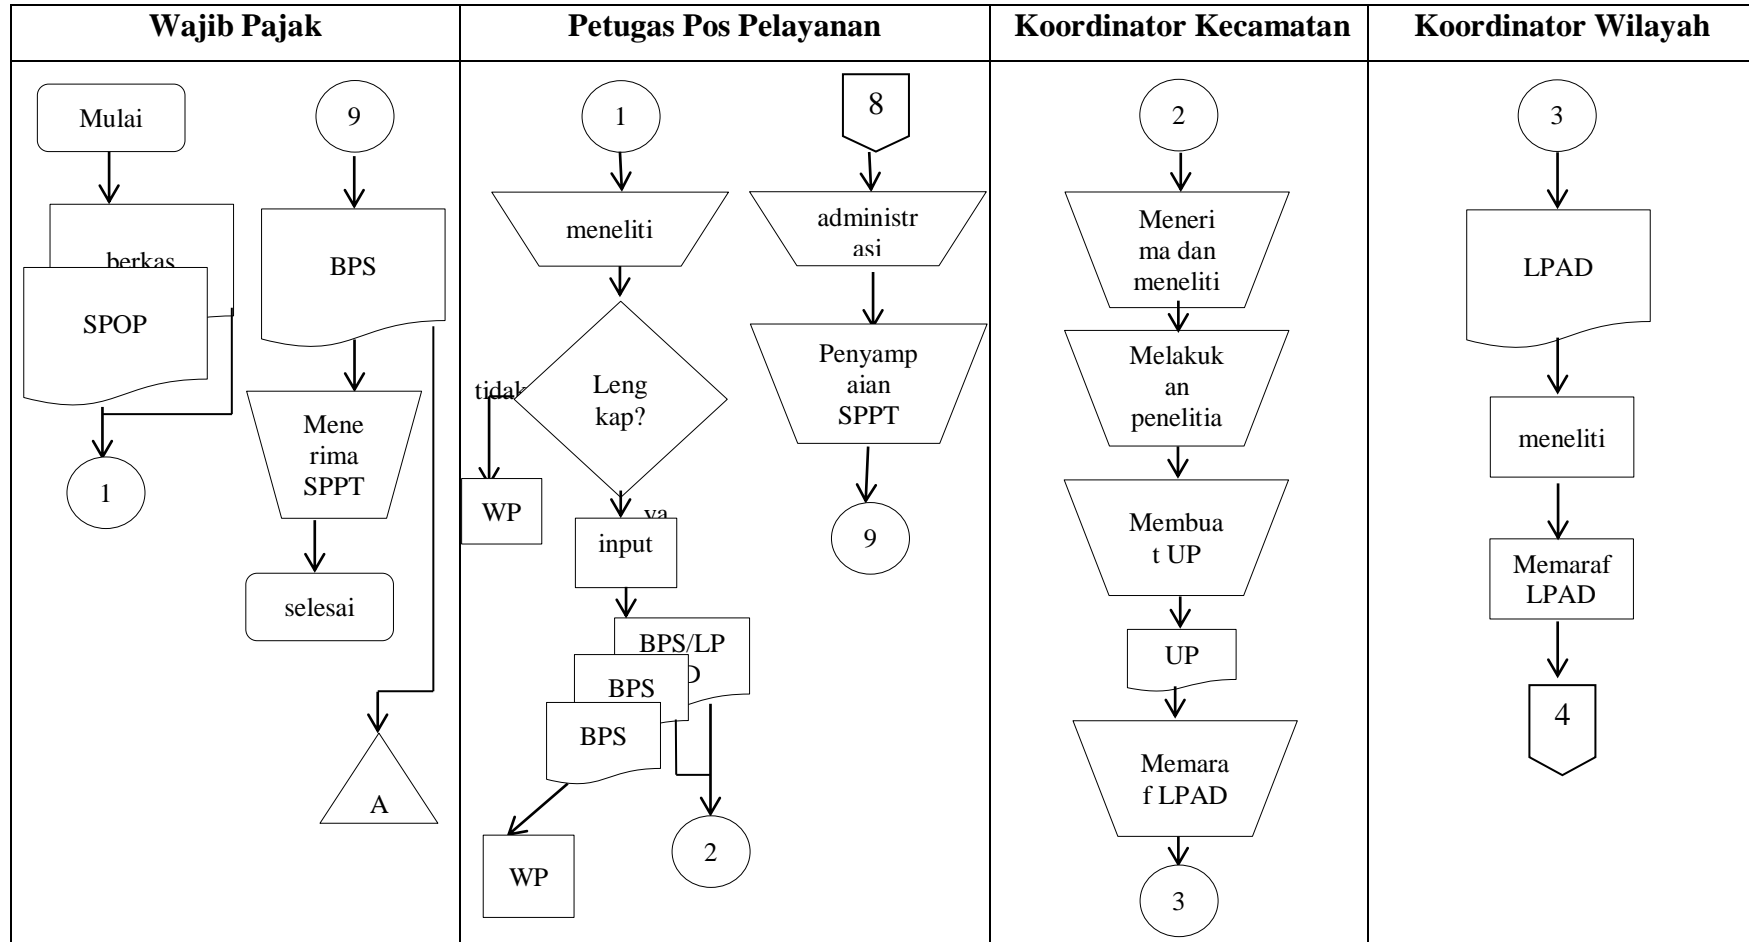 Wajib Pajak
Petugas Pos Pelayanan
Koordinator Kecamatan
Koordinator Wilayah
Mulai
berkas
SPOP
1
9
BPS
Mene
rima
SPPT
selesai
A
1
meneliti
Leng
kap?
tidak
WP
ya
input
BPS/LP
D
BPS
BPS
WP
2
8
administr
asi
Penyamp
aian
SPPT
9
2
Meneri
ma dan
meneliti
Melakuk
an
penelitia
Membua
t UP
UP
Memara
f LPAD
3
3
LPAD
meneliti
Memaraf
LPAD
4